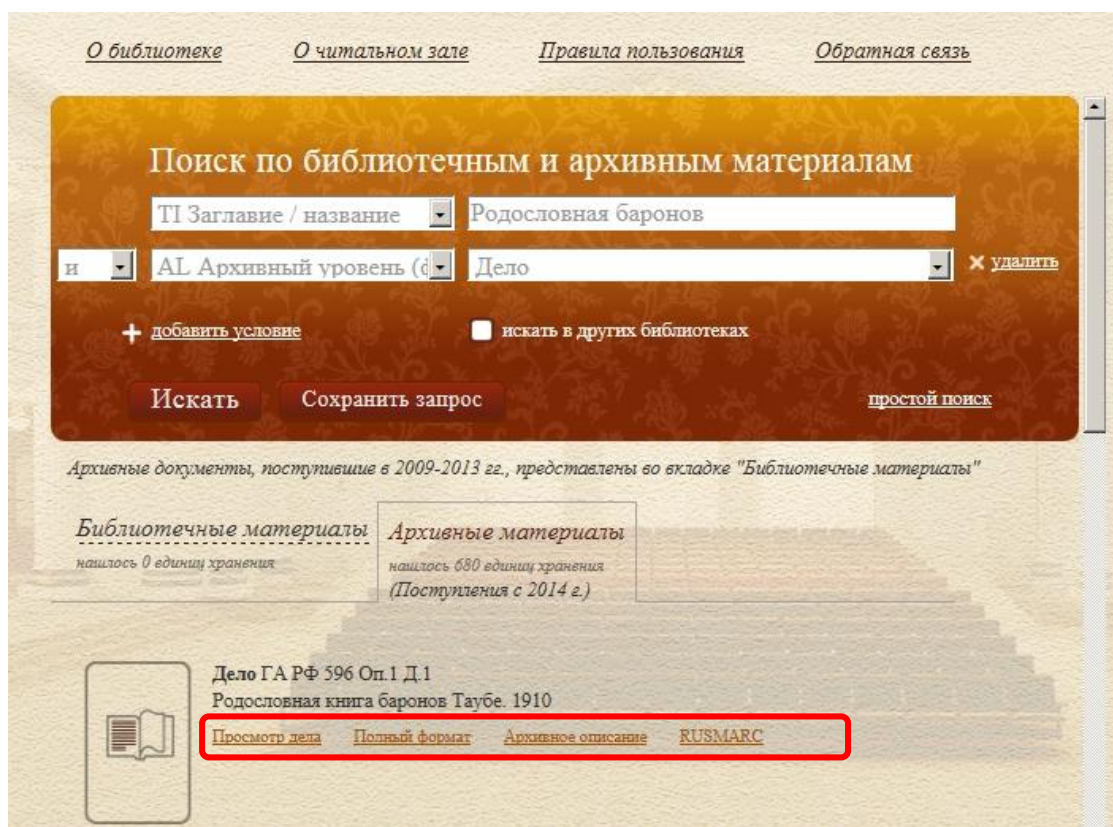 О библиотеке О читальном зале Правила пользования Обратная связь
Поиск по библиотечным и архивным материалам
TI Заглавие / название Родословная баронов
и AL Архивный уровень (ф Дело × удалить
+ добавить условие искать в других библиотеках
Искать Сохранить запрос простой поиск
Архивные документы, поступившие в 2009-2013 гг., представлены во вкладке "Библиотечные материалы"
Библиотечные материалы Архивные материалы
нашлось 0 единиц хранения нашлось 680 единиц хранения
(Поступления с 2014 г.)
Дело ГА РФ 596 Оп.1 Д.1
Родословная книга баронов Таубе. 1910
Просмотр дела Полный формат Архивное описание RUSMARC